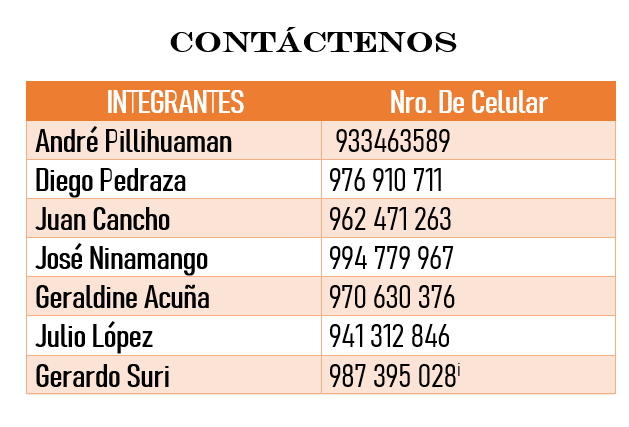 CONTÁCTENOS
INTEGRANTES Nro. De Celular
André Pillihuaman 933463589
Diego Pedraza 976 910 711
Juan Cancho 962 471 263
José Ninamango 994 779 967
Geraldine Acuña 970 630 376
Julio López 941 312 846
Gerardo Suri 987 395 028ⁱ